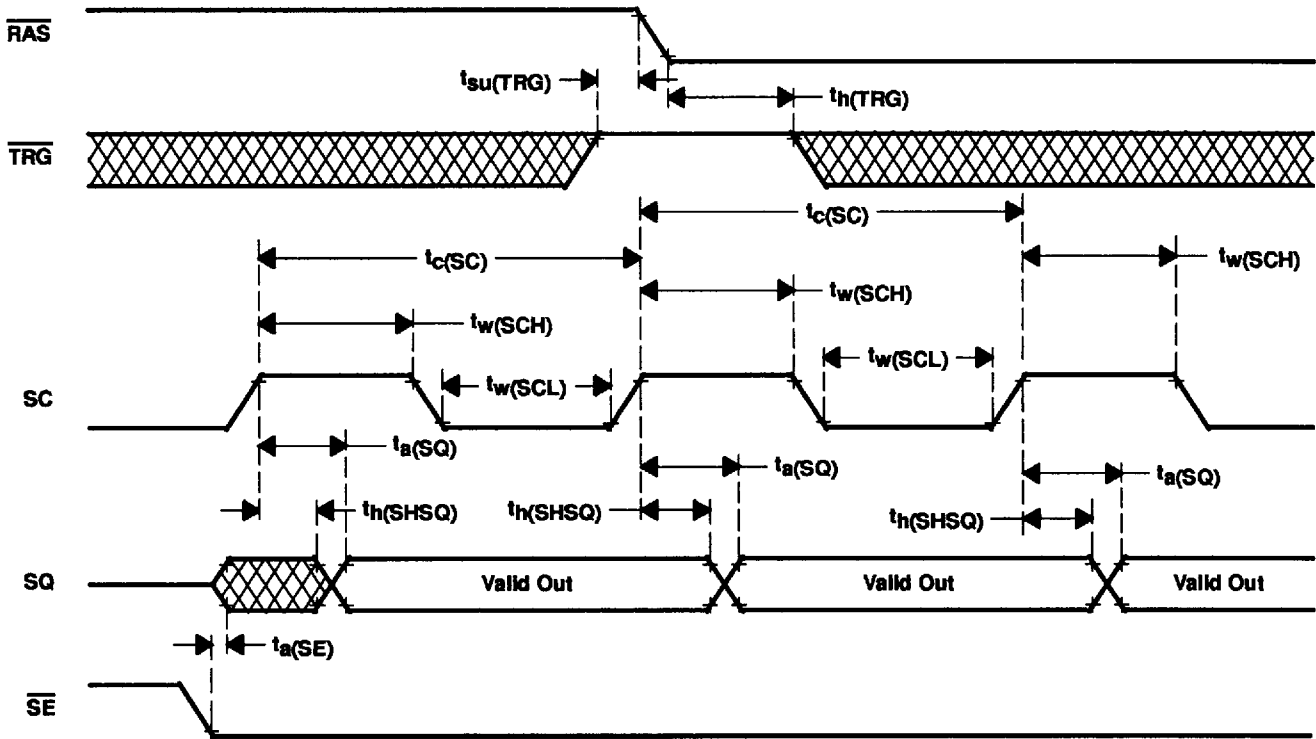 RAS
tsu(TRG)
th(TRG)
TRG
tc(SC)
tc(SC)
tw(SCH)
tw(SCH)
tw(SCH)
tw(SCL)
tw(SCL)
SC
ta(SQ)
ta(SQ)
ta(SQ)
th(SHSQ)
th(SHSQ)
th(SHSQ)
SQ
Valid Out
Valid Out
Valid Out
ta(SE)
SE